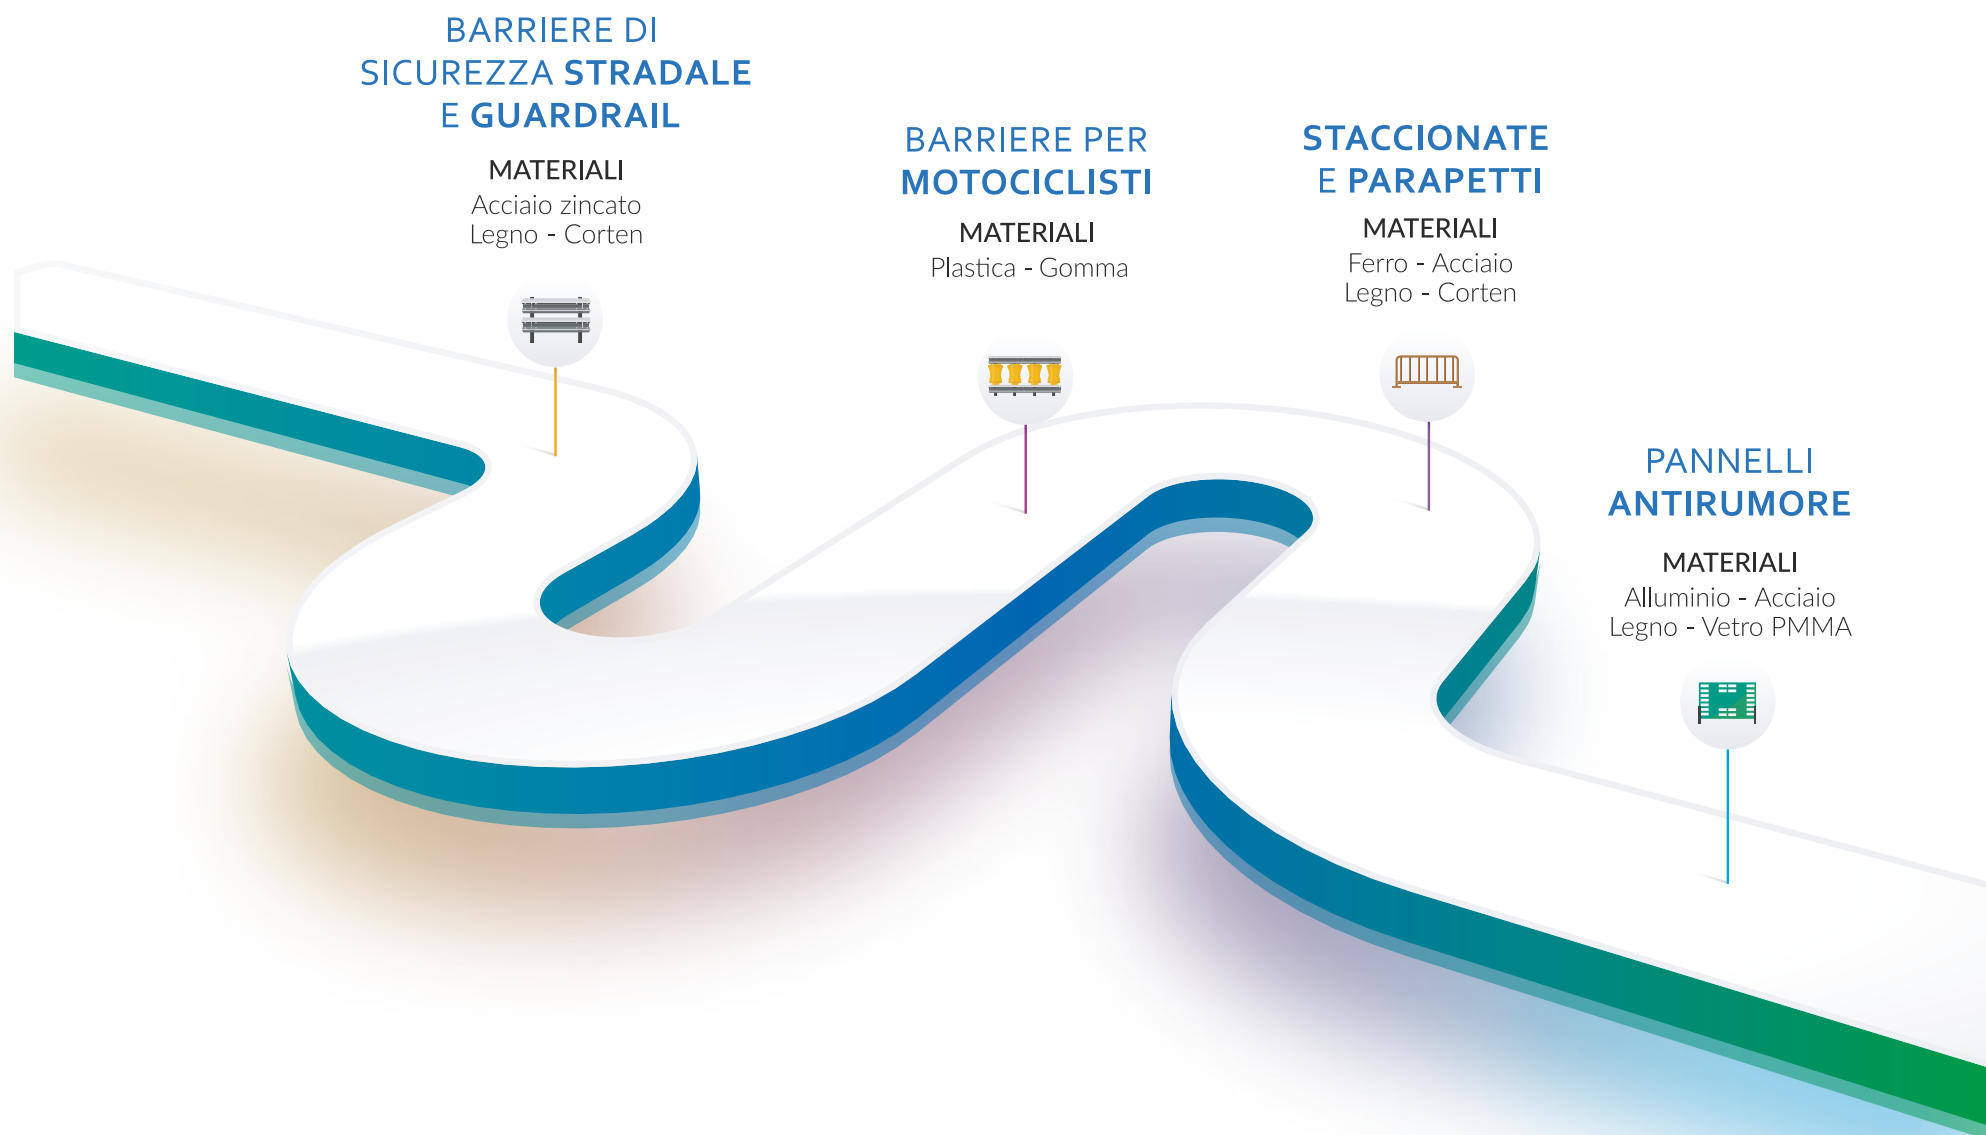 BARRIERE DI
SICUREZZA STRADALE
E GUARDRAIL
MATERIALI
Acciaio zincato
Legno - Corten
BARRIERE PER
MOTOCICLISTI
MATERIALI
Plastica - Gomma
STACCIONATE
E PARAPETTI
MATERIALI
Ferro - Acciaio
Legno - Corten
PANNELLI
ANTIRUMORE
MATERIALI
Alluminio - Acciaio
Legno - Vetro PMMA